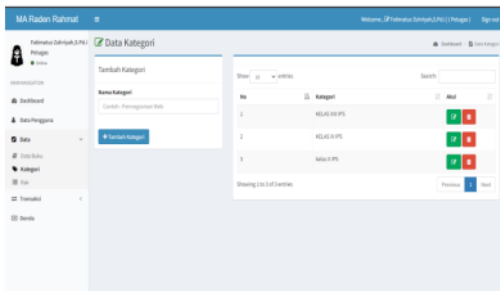 MA Raden Rahmat
Welcome, Fatimatuz Zahriyah,S.Pd.I ( Petugas )
Sign out
Fatimatuz Zahriyah,S.Pd.I
Petugas
Online
MAIN NAVIGATION
Dashboard
Data Pengguna
Data
Data Buku
Kategori
Rak
Transaksi
Denda
Data Kategori
Dashboard
Data Kategori
Tambah Kategori
Nama Kategori
Contoh : Pemrograman Web
+ Tambah Kategori
Show 10 entries
Search:
No Kategori Aksi
1 KELAS XII IPS
2 KELAS XI IPS
3 kelas X IPS
Showing 1 to 3 of 3 entries
Previous 1 Next